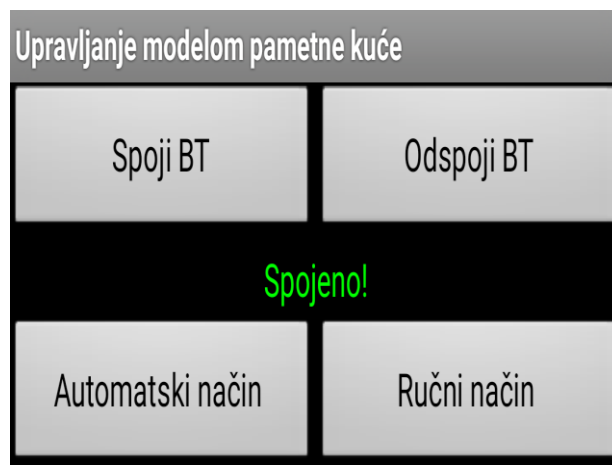 Upravljanje modelom pametne kuće
Spoji BT
Odspoji BT
Spojeno!
Automatski način
Ručni način